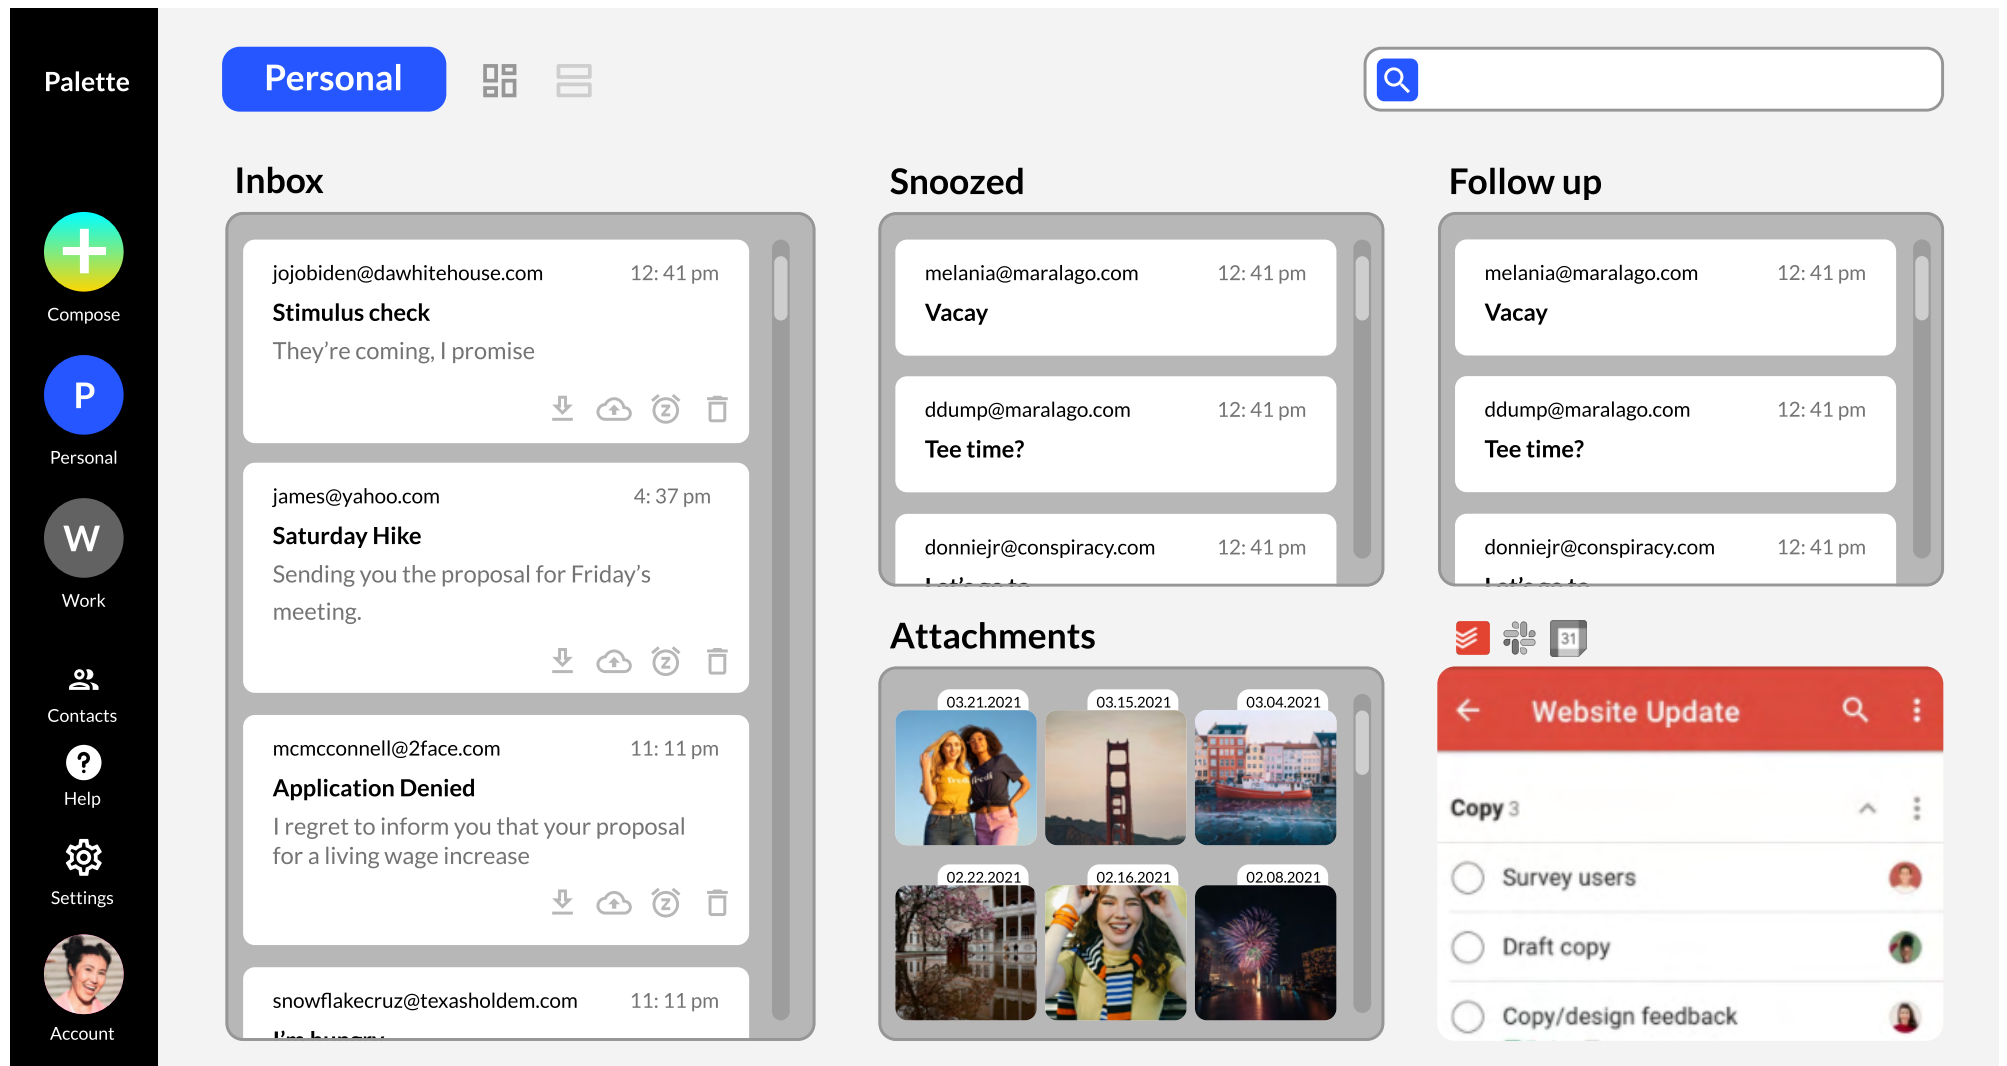 Palette
Compose
P
Personal
W
Work
Contacts
?
Help
Settings
Account
Personal
Inbox
jojobiden@dawhitehouse.com 12: 41 pm
Stimulus check
They're coming, I promise
Z
james@yahoo.com 4: 37 pm
Saturday Hike
Sending you the proposal for Friday's
meeting.
Z
mcmcconnell@2face.com 11: 11 pm
Application Denied
I regret to inform you that your proposal
for a living wage increase
Z
snowflakecruz@texasholdem.com 11: 11 pm
I'm hungry
Snoozed
melania@maralago.com 12: 41 pm
Vacay
ddump@maralago.com 12: 41 pm
Tee time?
donniejr@conspiracy.com 12: 41 pm
Let's go to
Follow up
melania@maralago.com 12: 41 pm
Vacay
ddump@maralago.com 12: 41 pm
Tee time?
donniejr@conspiracy.com 12: 41 pm
Let's go to
Attachments
03.21.2021 03.15.2021 03.04.2021
02.22.2021 02.16.2021 02.08.2021
31
Website Update
Copy 3
Survey users
Draft copy
Copy/design feedback